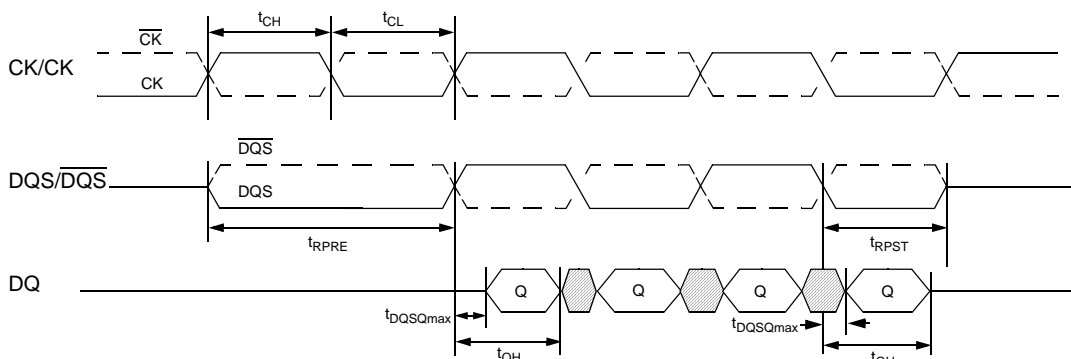 tCH
tCL
CK
CK/CK
CK
DQS
DQS/DQS
DQS
tRPRE
tRPST
DQ
Q
Q
Q
Q
tDQSQmax
tDQSQmax
tQH
tQH